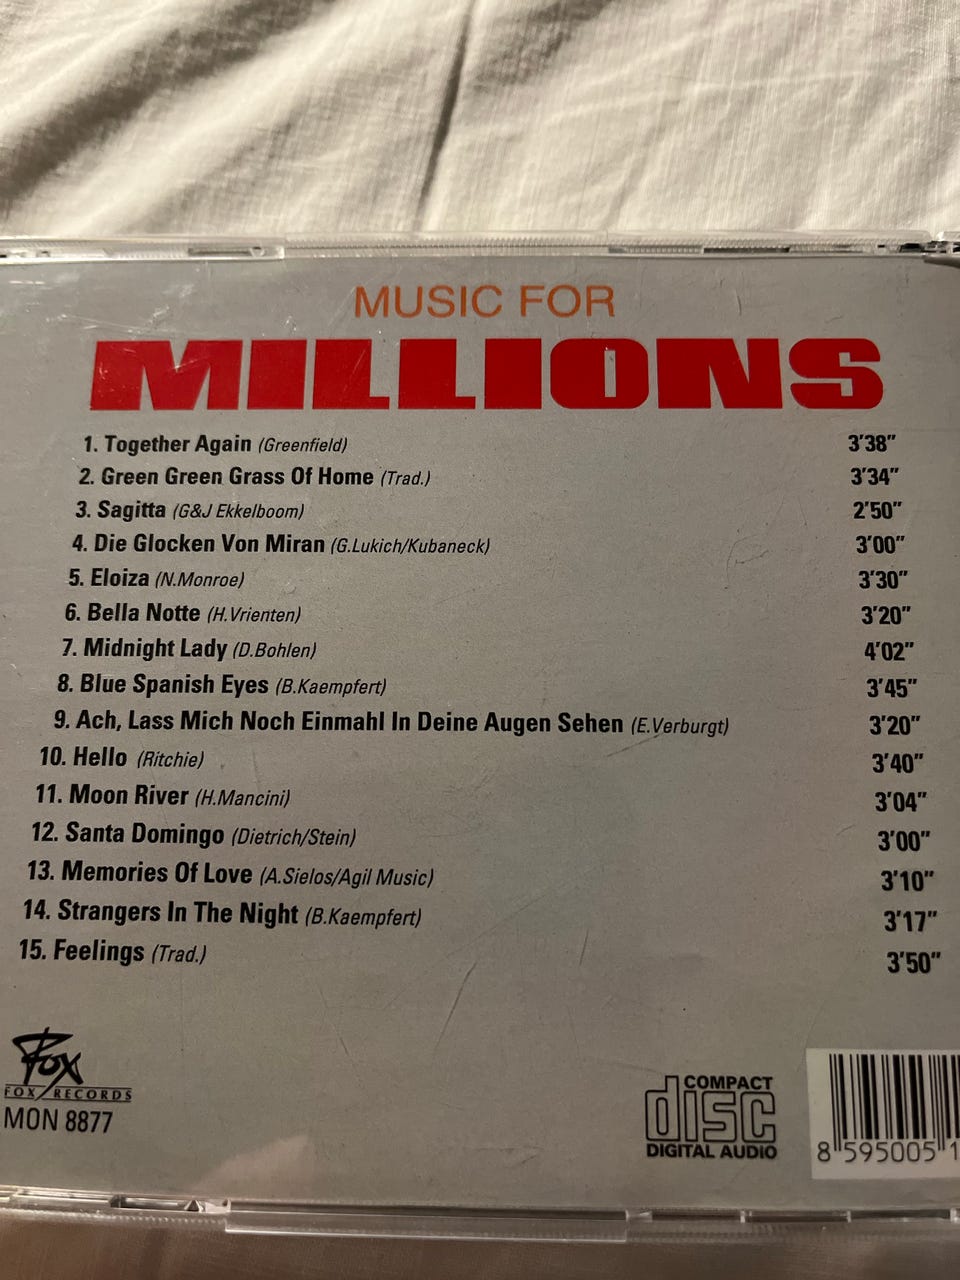 MUSIC FOR
MILLIONS
1. Together Again (Greenfield) 3'38"
2. Green Green Grass Of Home (Trad.) 3'34"
3. Sagitta (G&J Ekkelboom) 2'50"
4. Die Glocken Von Miran (G.Lukich/Kubaneck) 3'00"
5. Eloiza (N.Monroe) 3'30"
6. Bella Notte (H.Vrienten) 3'20"
7. Midnight Lady (D.Bohlen) 4'02"
8. Blue Spanish Eyes (B.Kaempfert) 3'45"
9. Ach, Lass Mich Noch Einmahl In Deine Augen Sehen (E.Verburgt) 3'20"
10. Hello (Ritchie) 3'40"
11. Moon River (H.Mancini) 3'04"
12. Santa Domingo (Dietrich/Stein) 3'00"
13. Memories Of Love (A.Sielos/Agil Music) 3'10"
14. Strangers In The Night (B.Kaempfert) 3'17"
15. Feelings (Trad.) 3'50"
Fox
FOX RECORDS
MON 8877
COMPACT
disc
DIGITAL AUDIO
8 595005 1